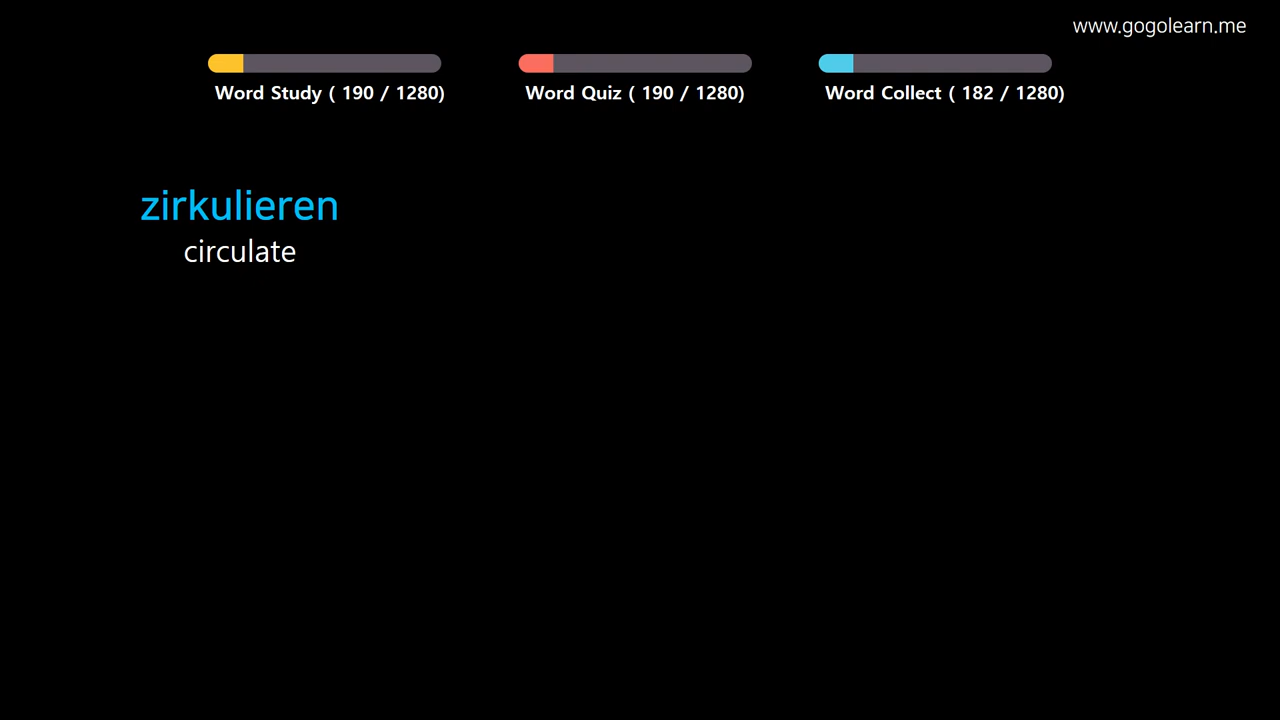 www.gogolearn.me
Word Study ( 190 / 1280)
Word Quiz ( 190 / 1280)
Word Collect ( 182 / 1280)
zirkulieren
circulate